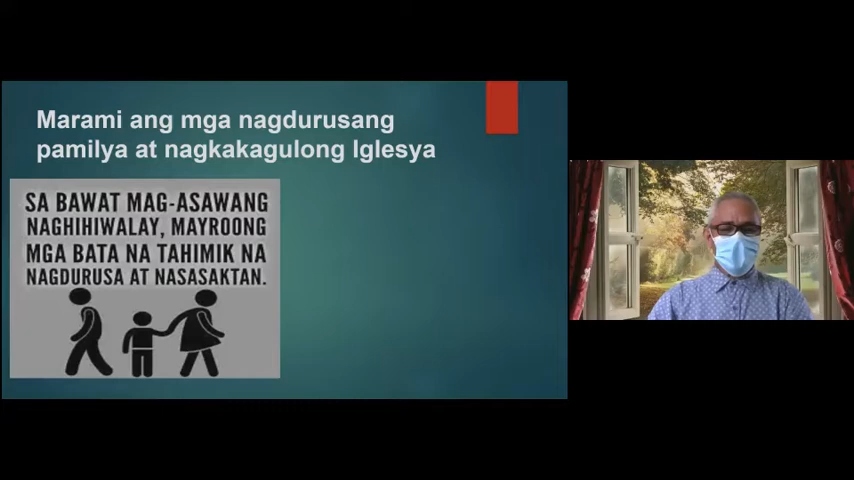 Marami ang mga nagdurusang
pamilya at nagkakagulong Iglesya
SA BAWAT MAG-ASAWANG
NAGHIHIWALAY, MAYROONG
MGA BATA NA TAHIMIK NA
NAGDURUSA AT NASASAKTAN.